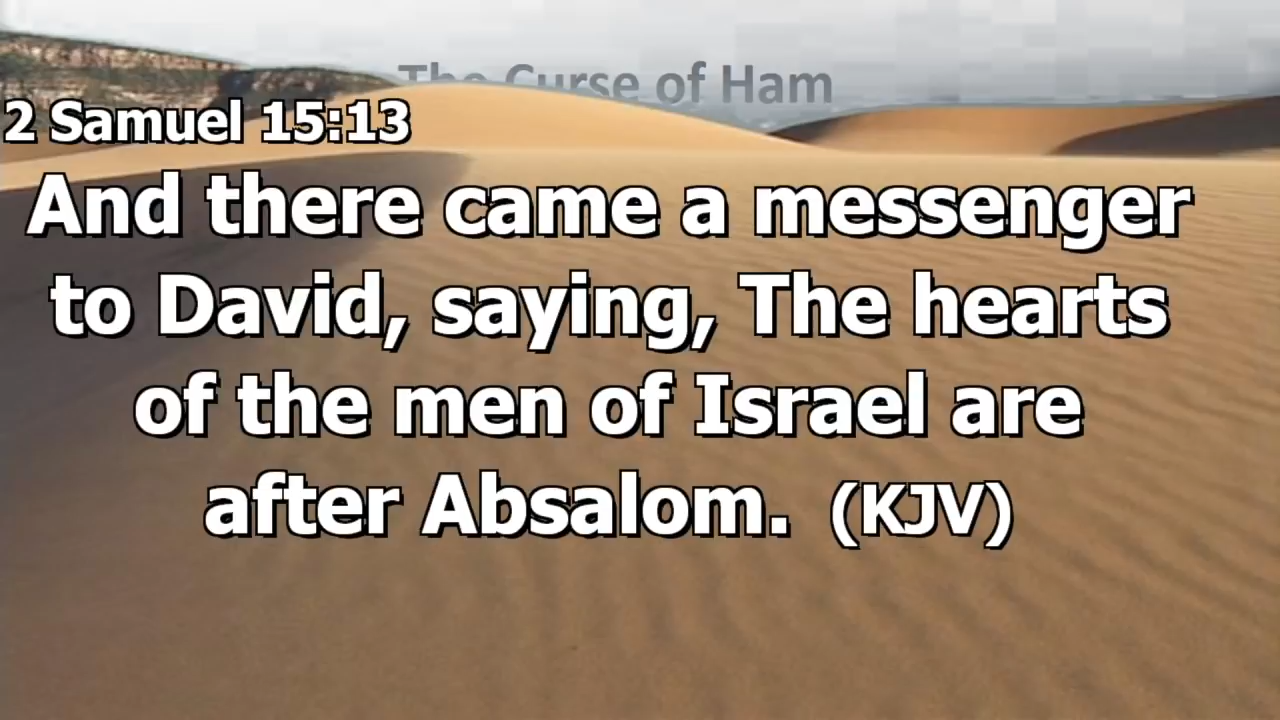 The Curse of Ham
2 Samuel 15:13
And there came a messenger
to David, saying, The hearts
of the men of Israel are
after Absalom. (KJV)